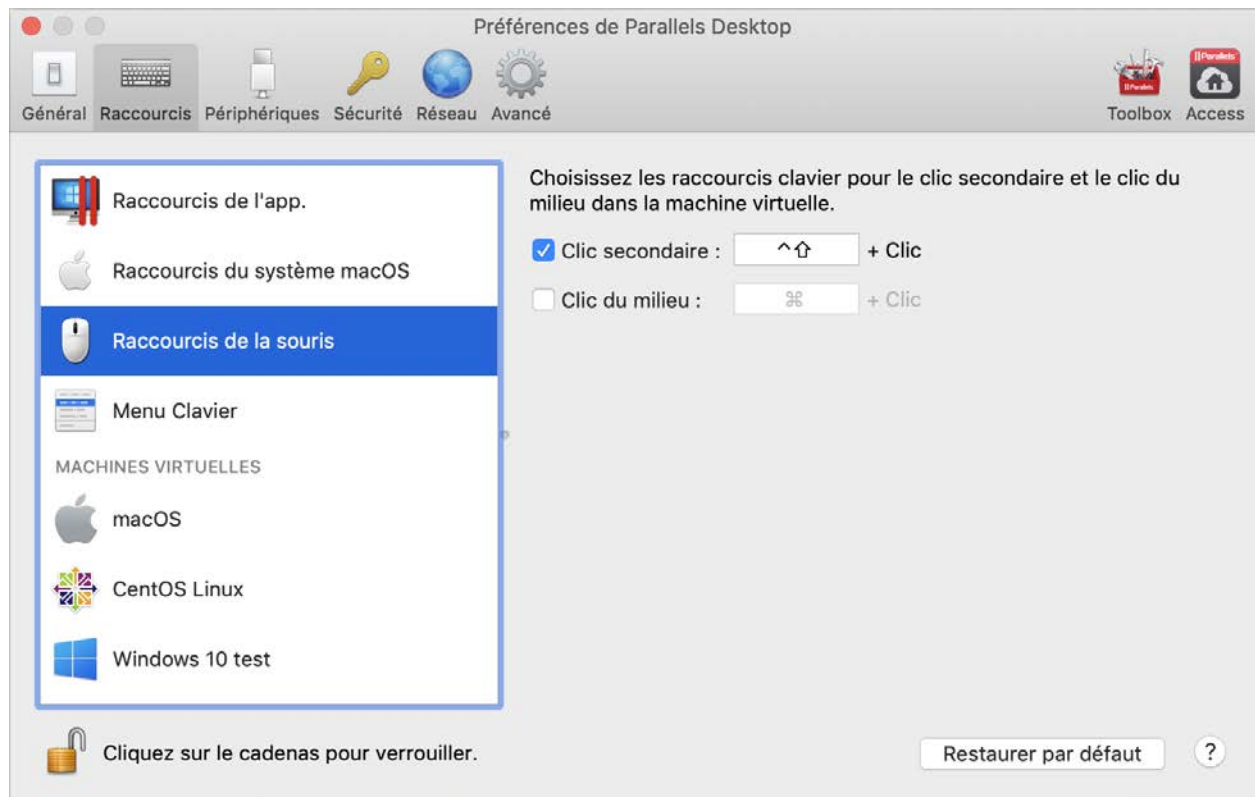 Préférences de Parallels Desktop
Général Raccourcis Périphériques Sécurité Réseau Avancé Toolbox Access
Raccourcis de l'app.
Raccourcis du système macOS
Raccourcis de la souris
Menu Clavier
MACHINES VIRTUELLES
macOS
CentOS Linux
Windows 10 test
Choisissez les raccourcis clavier pour le clic secondaire et le clic du
milieu dans la machine virtuelle.
Clic secondaire : ^⇧ + Clic
Clic du milieu : ⌘ + Clic
Cliquez sur le cadenas pour verrouiller.
Restaurer par défaut ?